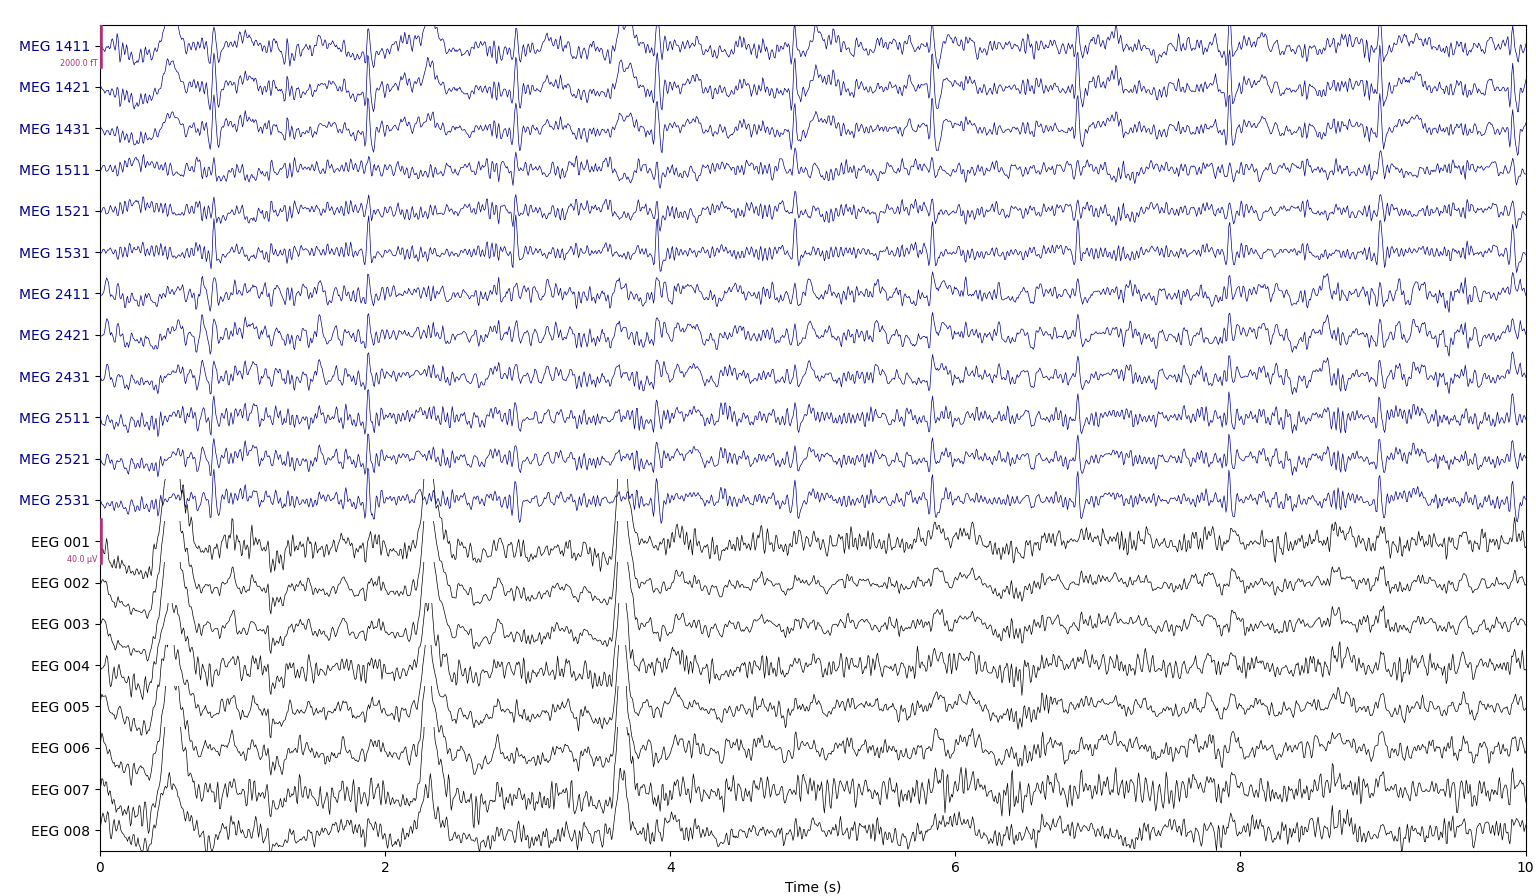 MEG 1411
2000.0 fT
MEG 1421
MEG 1431
MEG 1511
MEG 1521
MEG 1531
MEG 2411
MEG 2421
MEG 2431
MEG 2511
MEG 2521
MEG 2531
EEG 001
40.0 µV
EEG 002
EEG 003
EEG 004
EEG 005
EEG 006
EEG 007
EEG 008
0 2 4 6 8 10
Time (s)